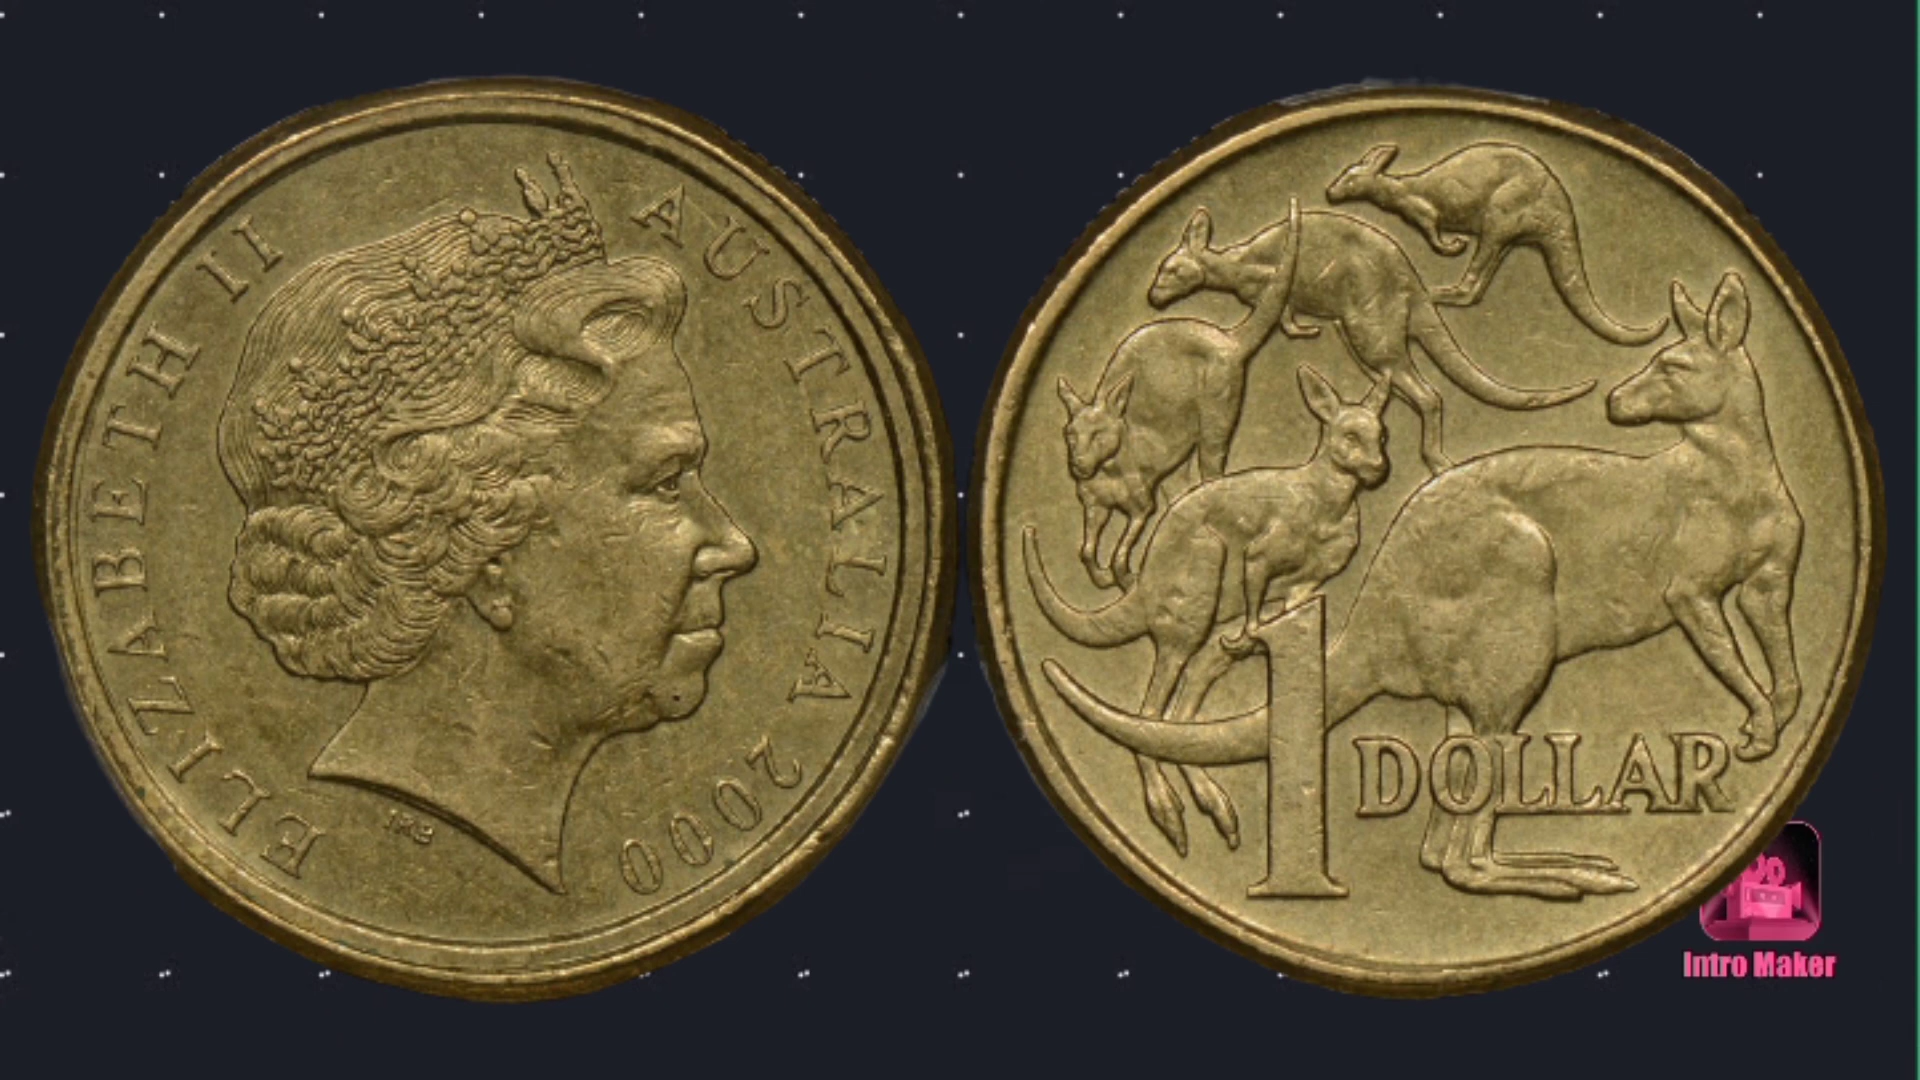 ELIZABETH II
AUSTRALIA 2000
IRB
1
DOLLAR
Intro Maker